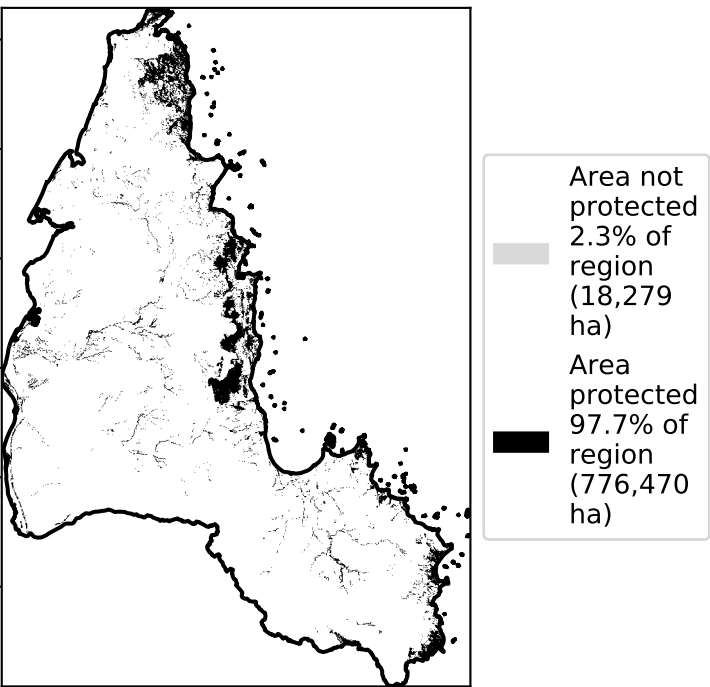 Area not
protected
2.3% of
region
(18,279
ha)
Area
protected
97.7% of
region
(776,470
ha)